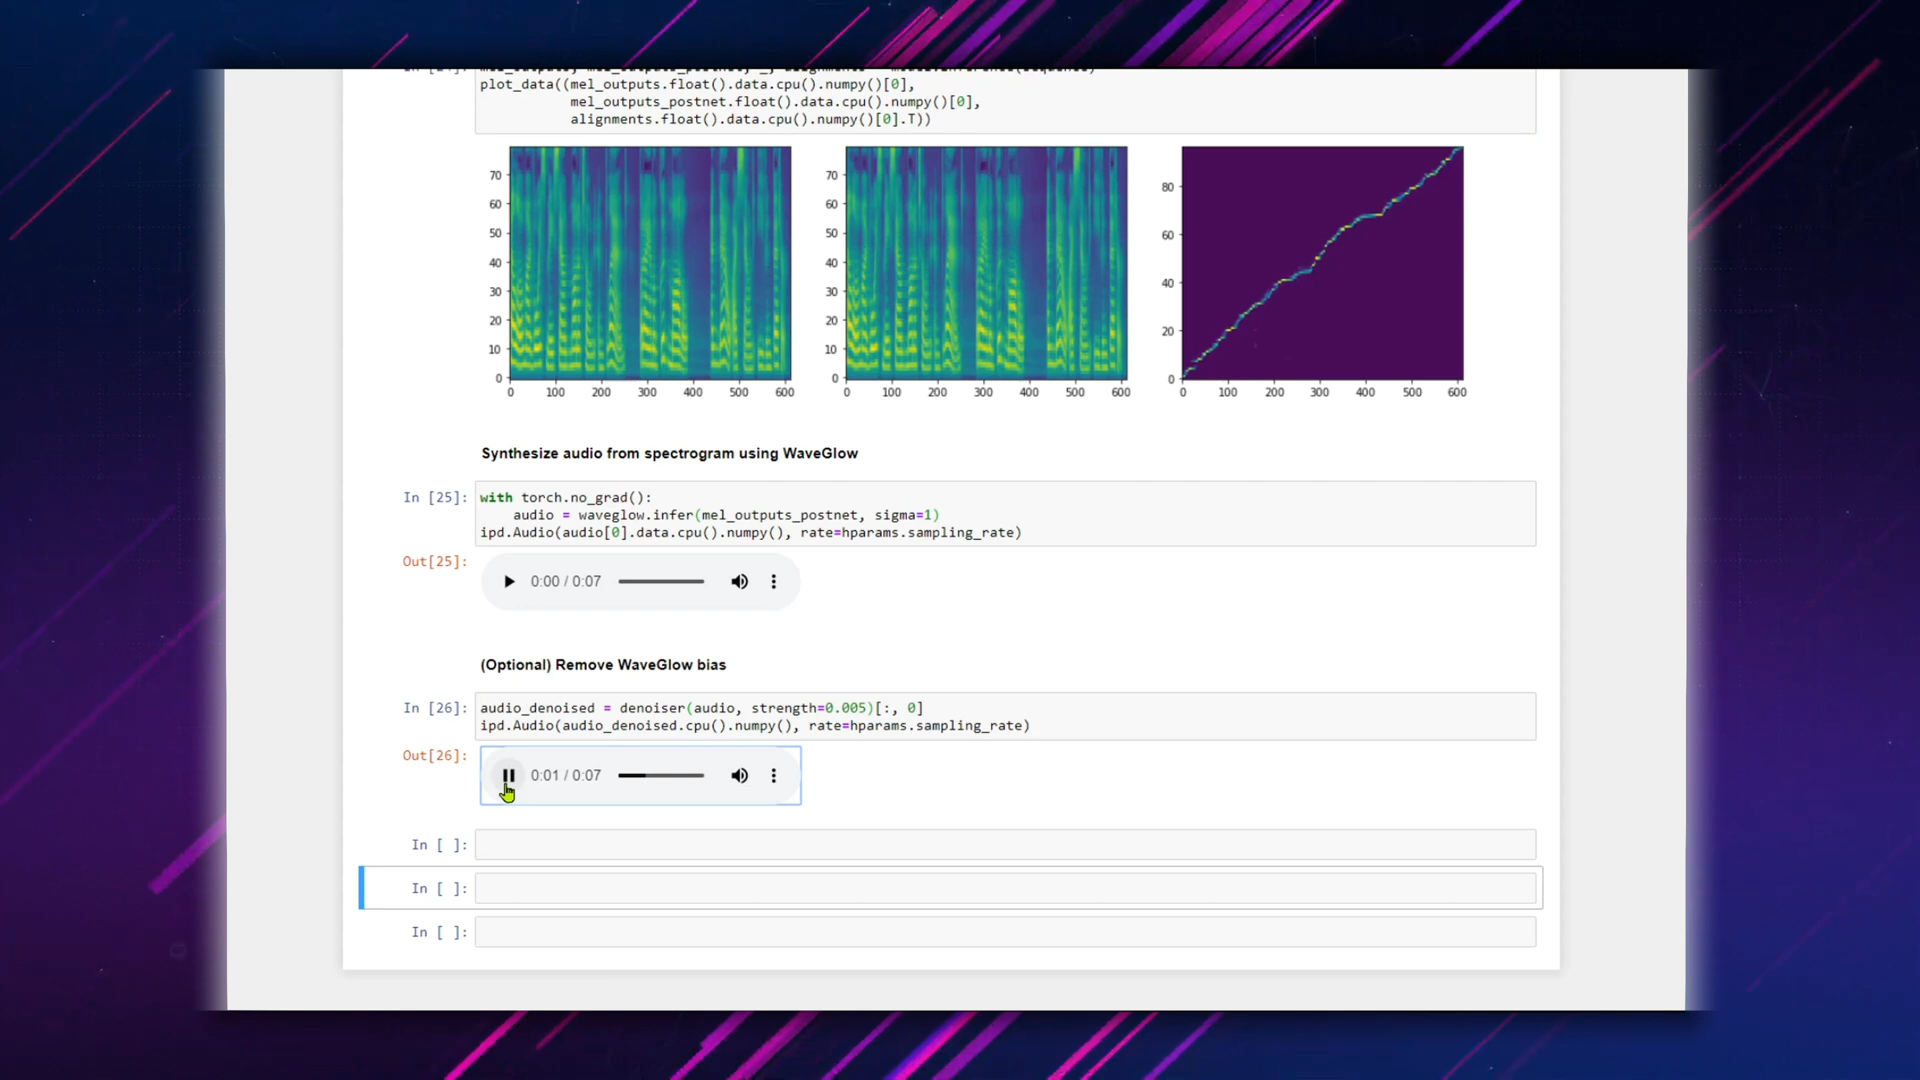 plot_data((mel_outputs.float().data.cpu().numpy()[0],
mel_outputs_postnet.float().data.cpu().numpy()[0],
alignments.float().data.cpu().numpy()[0].T))
70
60
50
40
30
20
10
0
0 100 200 300 400 500 600
70
60
50
40
30
20
10
0
0 100 200 300 400 500 600
80
60
40
20
0
0 100 200 300 400 500 600
Synthesize audio from spectrogram using WaveGlow
In [25]: with torch.no_grad():
audio = waveglow.infer(mel_outputs_postnet, sigma=1)
ipd.Audio(audio[0].data.cpu().numpy(), rate=hparams.sampling_rate)
Out[25]:
0:00 / 0:07
(Optional) Remove WaveGlow bias
In [26]: audio_denoised = denoiser(audio, strength=0.005)[:, 0]
ipd.Audio(audio_denoised.cpu().numpy(), rate=hparams.sampling_rate)
Out[26]:
0:01 / 0:07
In [ ]:
In [ ]:
In [ ]: